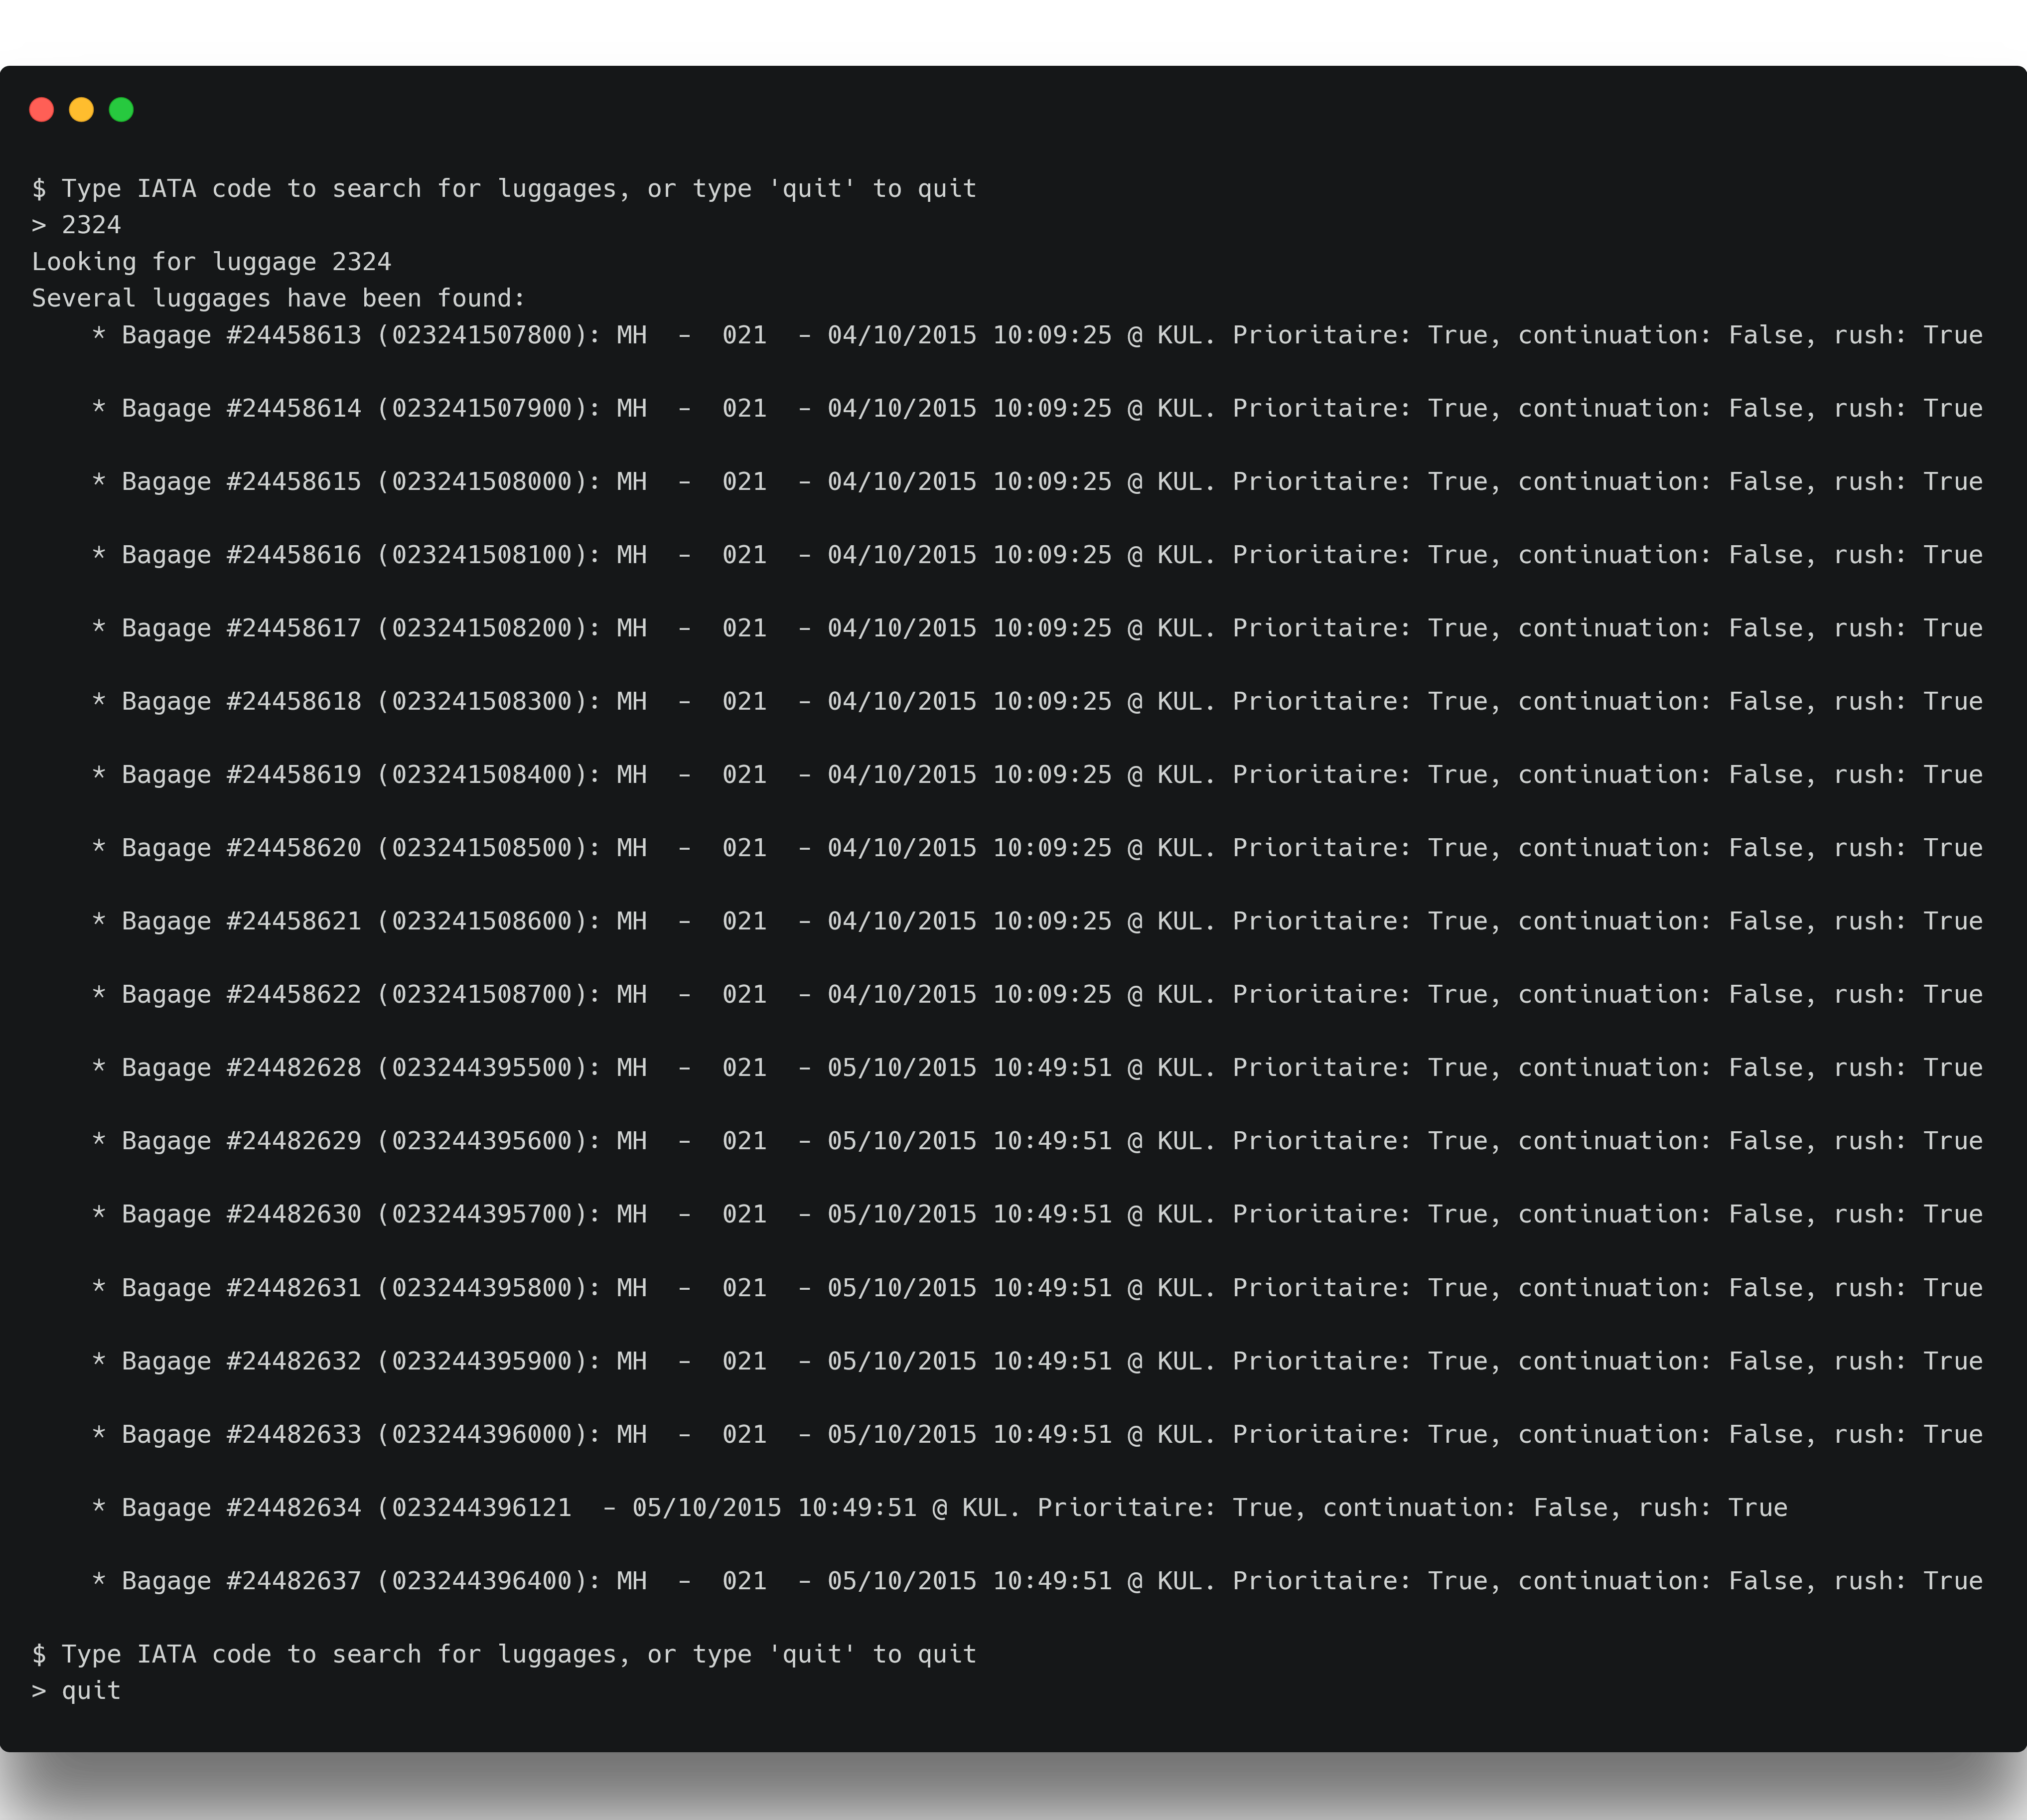 $ Type IATA code to search for luggages, or type 'quit' to quit
> 2324
Looking for luggage 2324
Several luggages have been found:
    * Bagage #24458613 (023241507800): MH  -  021  - 04/10/2015 10:09:25 @ KUL. Prioritaire: True, continuation: False, rush: True
    * Bagage #24458614 (023241507900): MH  -  021  - 04/10/2015 10:09:25 @ KUL. Prioritaire: True, continuation: False, rush: True
    * Bagage #24458615 (023241508000): MH  -  021  - 04/10/2015 10:09:25 @ KUL. Prioritaire: True, continuation: False, rush: True
    * Bagage #24458616 (023241508100): MH  -  021  - 04/10/2015 10:09:25 @ KUL. Prioritaire: True, continuation: False, rush: True
    * Bagage #24458617 (023241508200): MH  -  021  - 04/10/2015 10:09:25 @ KUL. Prioritaire: True, continuation: False, rush: True
    * Bagage #24458618 (023241508300): MH  -  021  - 04/10/2015 10:09:25 @ KUL. Prioritaire: True, continuation: False, rush: True
    * Bagage #24458619 (023241508400): MH  -  021  - 04/10/2015 10:09:25 @ KUL. Prioritaire: True, continuation: False, rush: True
    * Bagage #24458620 (023241508500): MH  -  021  - 04/10/2015 10:09:25 @ KUL. Prioritaire: True, continuation: False, rush: True
    * Bagage #24458621 (023241508600): MH  -  021  - 04/10/2015 10:09:25 @ KUL. Prioritaire: True, continuation: False, rush: True
    * Bagage #24458622 (023241508700): MH  -  021  - 04/10/2015 10:09:25 @ KUL. Prioritaire: True, continuation: False, rush: True
    * Bagage #24482628 (023244395500): MH  -  021  - 05/10/2015 10:49:51 @ KUL. Prioritaire: True, continuation: False, rush: True
    * Bagage #24482629 (023244395600): MH  -  021  - 05/10/2015 10:49:51 @ KUL. Prioritaire: True, continuation: False, rush: True
    * Bagage #24482630 (023244395700): MH  -  021  - 05/10/2015 10:49:51 @ KUL. Prioritaire: True, continuation: False, rush: True
    * Bagage #24482631 (023244395800): MH  -  021  - 05/10/2015 10:49:51 @ KUL. Prioritaire: True, continuation: False, rush: True
    * Bagage #24482632 (023244395900): MH  -  021  - 05/10/2015 10:49:51 @ KUL. Prioritaire: True, continuation: False, rush: True
    * Bagage #24482633 (023244396000): MH  -  021  - 05/10/2015 10:49:51 @ KUL. Prioritaire: True, continuation: False, rush: True
    * Bagage #24482634 (023244396121  - 05/10/2015 10:49:51 @ KUL. Prioritaire: True, continuation: False, rush: True
    * Bagage #24482637 (023244396400): MH  -  021  - 05/10/2015 10:49:51 @ KUL. Prioritaire: True, continuation: False, rush: True
$ Type IATA code to search for luggages, or type 'quit' to quit
> quit